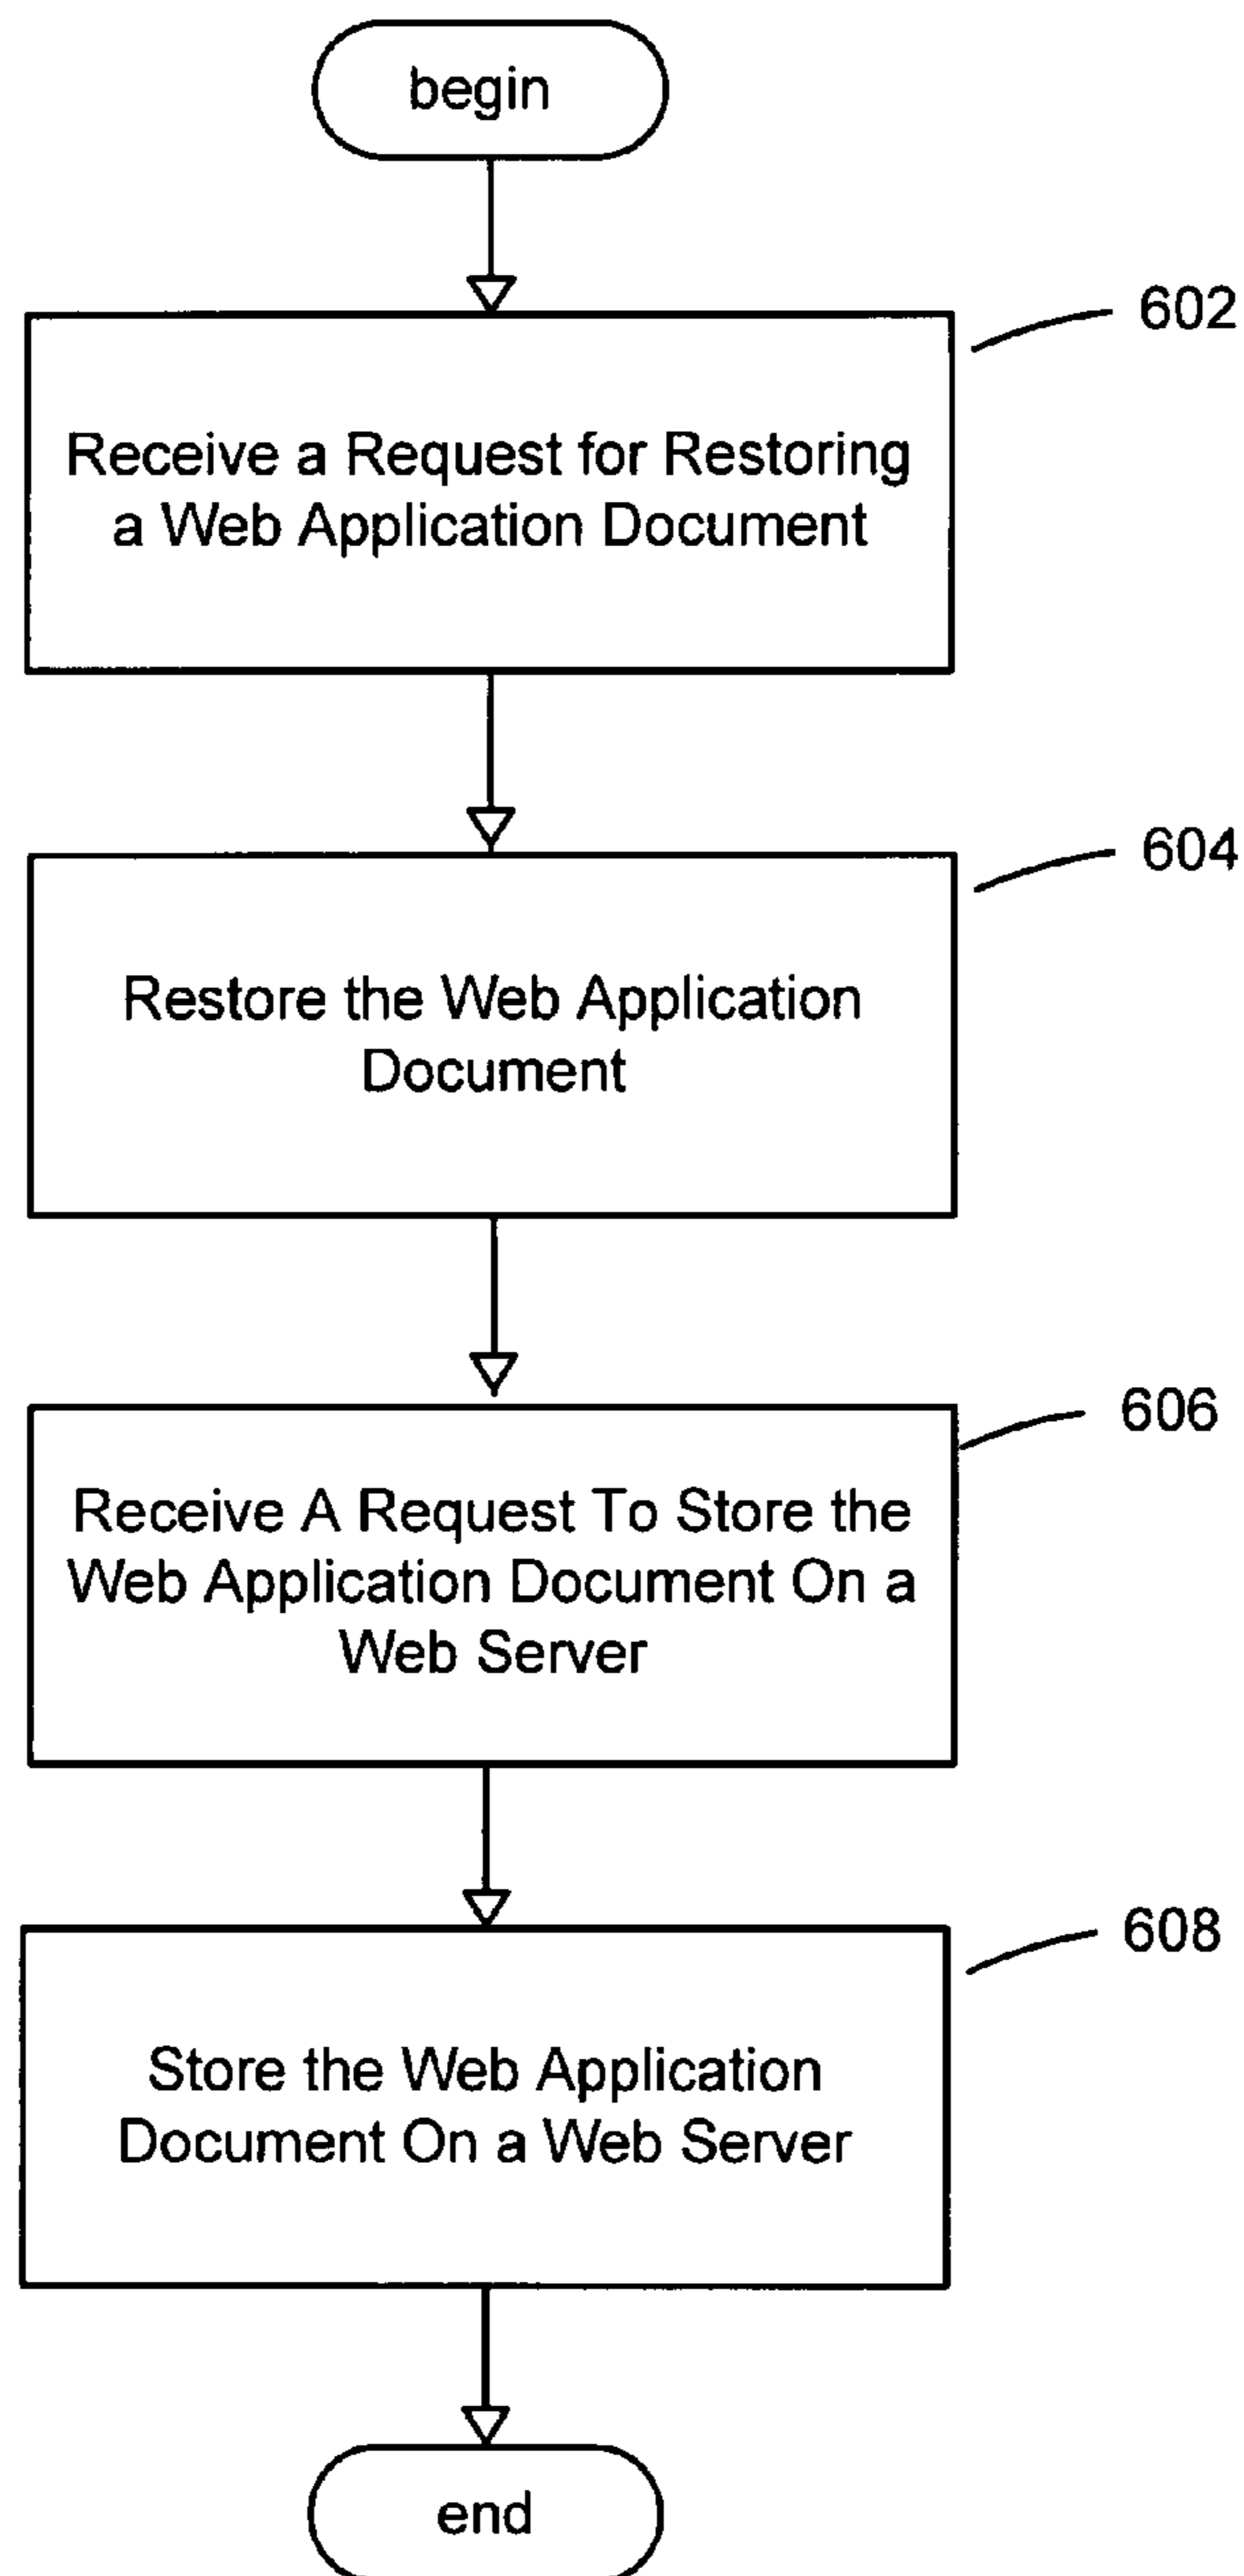 begin
602
Receive a Request for Restoring
a Web Application Document
604
Restore the Web Application
Document
606
Receive A Request To Store the
Web Application Document On a
Web Server
608
Store the Web Application
Document On a Web Server
end